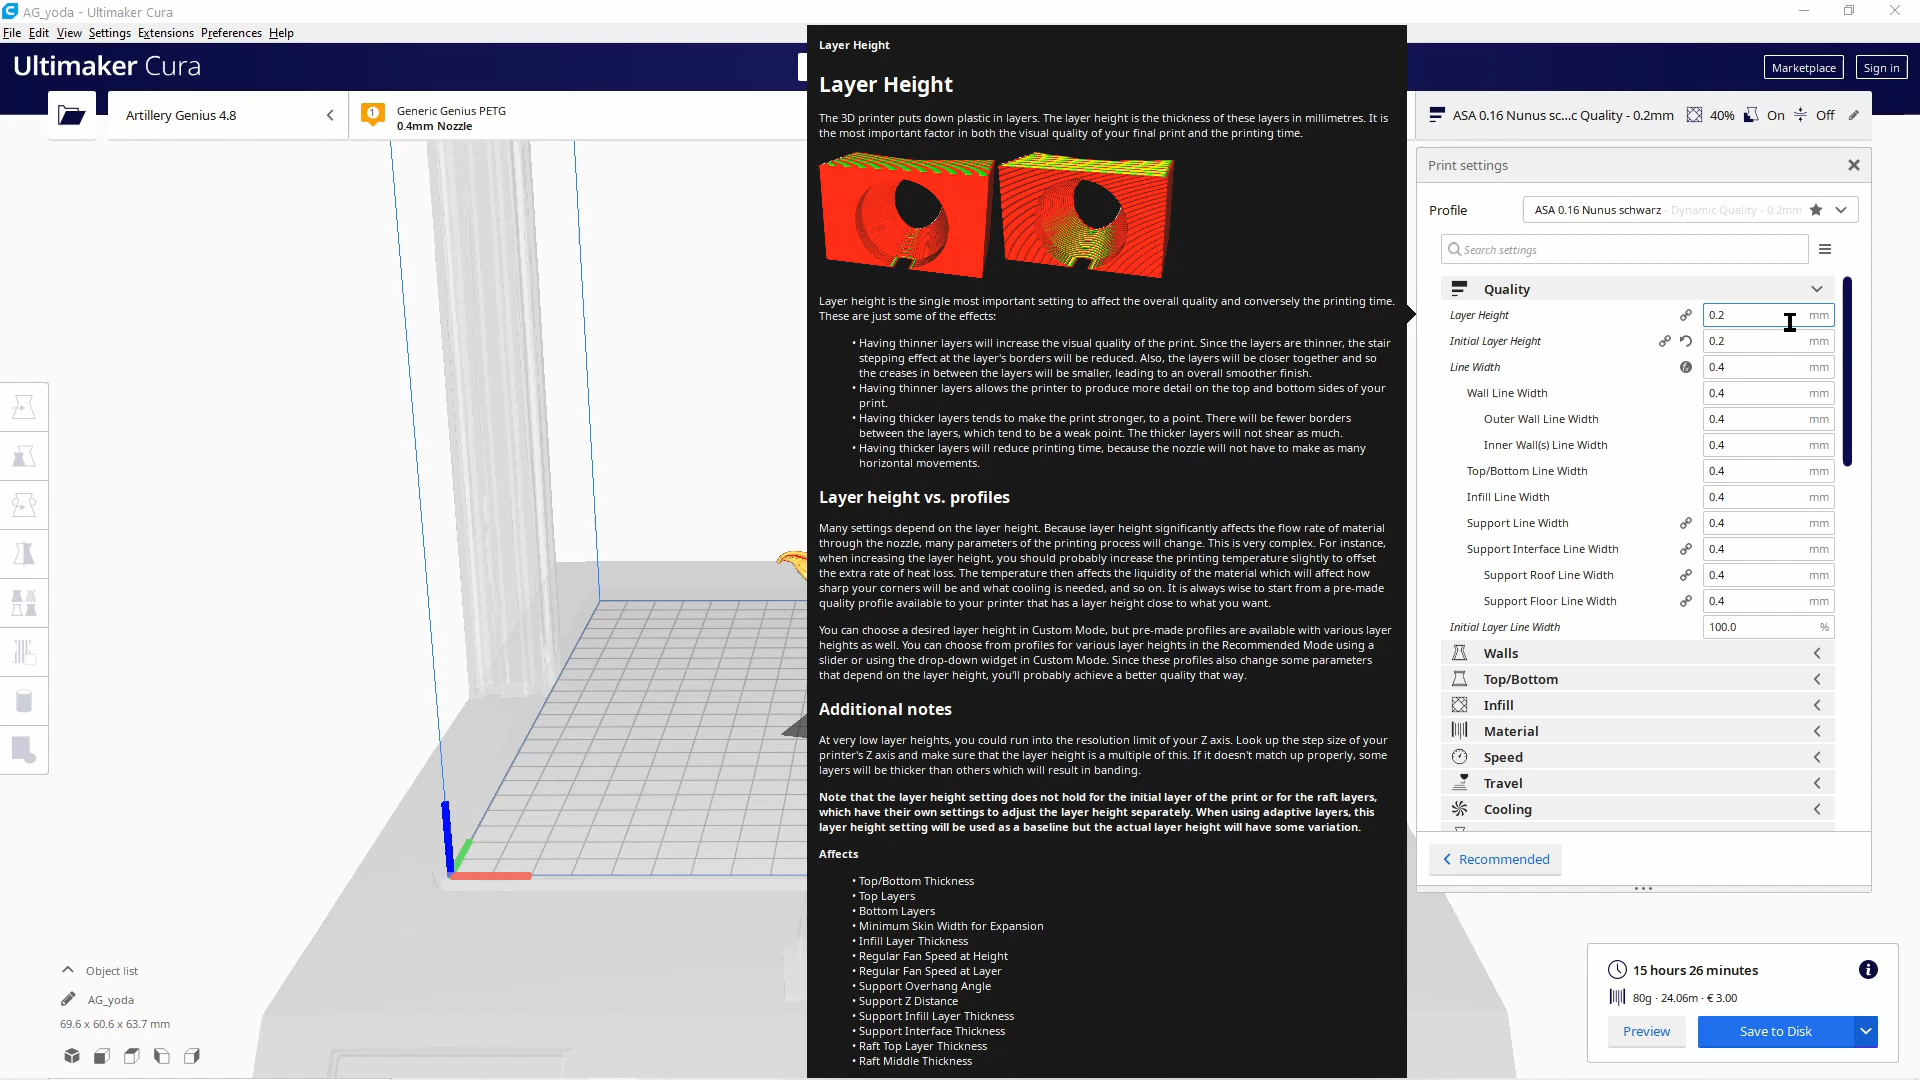 AG_yoda - Ultimaker Cura
File Edit View Settings Extensions Preferences Help
Ultimaker Cura
Marketplace
Sign in
Artillery Genius 4.8
1
Generic Genius PETG
0.4mm Nozzle
ASA 0.16 Nunus sc...c Quality - 0.2mm
40%
On
Off
Layer Height
Layer Height
The 3D printer puts down plastic in layers. The layer height is the thickness of these layers in millimetres. It is
the most important factor in both the visual quality of your final print and the printing time.
Layer height is the single most important setting to affect the overall quality and conversely the printing time.
These are just some of the effects:
• Having thinner layers will increase the visual quality of the print. Since the layers are thinner, the stair
stepping effect at the layer's borders will be reduced. Also, the layers will be closer together and so
the creases in between the layers will be smaller, leading to an overall smoother finish.
• Having thinner layers allows the printer to produce more detail on the top and bottom sides of your
print.
• Having thicker layers tends to make the print stronger, to a point. There will be fewer borders
between the layers, which tend to be a weak point. The thicker layers will not shear as much.
• Having thicker layers will reduce printing time, because the nozzle will not have to make as many
horizontal movements.
Layer height vs. profiles
Many settings depend on the layer height. Because layer height significantly affects the flow rate of material
through the nozzle, many parameters of the printing process will change. This is very complex. For instance,
when increasing the layer height, you should probably increase the printing temperature slightly to offset
the extra rate of heat loss. The temperature then affects the liquidity of the material which will affect how
sharp your corners will be and what cooling is needed, and so on. It is always wise to start from a pre-made
quality profile available to your printer that has a layer height close to what you want.
You can choose a desired layer height in Custom Mode, but pre-made profiles are available with various layer
heights as well. You can choose from profiles for various layer heights in the Recommended Mode using a
slider or using the drop-down widget in Custom Mode. Since these profiles also change some parameters
that depend on the layer height, you'll probably achieve a better quality that way.
Additional notes
At very low layer heights, you could run into the resolution limit of your Z axis. Look up the step size of your
printer's Z axis and make sure that the layer height is a multiple of this. If it doesn't match up properly, some
layers will be thicker than others which will result in banding.
Note that the layer height setting does not hold for the initial layer of the print or for the raft layers,
which have their own settings to adjust the layer height separately. When using adaptive layers, this
layer height setting will be used as a baseline but the actual layer height will have some variation.
Affects
• Top/Bottom Thickness
• Top Layers
• Bottom Layers
• Minimum Skin Width for Expansion
• Infill Layer Thickness
• Regular Fan Speed at Height
• Regular Fan Speed at Layer
• Support Overhang Angle
• Support Z Distance
• Support Infill Layer Thickness
• Support Interface Thickness
• Raft Top Layer Thickness
• Raft Middle Thickness
Print settings
Profile
ASA 0.16 Nunus schwarz - Dynamic Quality - 0.2mm
Search settings
Quality
Layer Height 0.2 mm
Initial Layer Height 0.2 mm
Line Width 0.4 mm
Wall Line Width 0.4 mm
Outer Wall Line Width 0.4 mm
Inner Wall(s) Line Width 0.4 mm
Top/Bottom Line Width 0.4 mm
Infill Line Width 0.4 mm
Support Line Width 0.4 mm
Support Interface Line Width 0.4 mm
Support Roof Line Width 0.4 mm
Support Floor Line Width 0.4 mm
Initial Layer Line Width 100.0 %
Walls
Top/Bottom
Infill
Material
Speed
Travel
Cooling
Recommended
Object list
AG_yoda
69.6 x 60.6 x 63.7 mm
15 hours 26 minutes
80g · 24.06m · € 3.00
Preview
Save to Disk